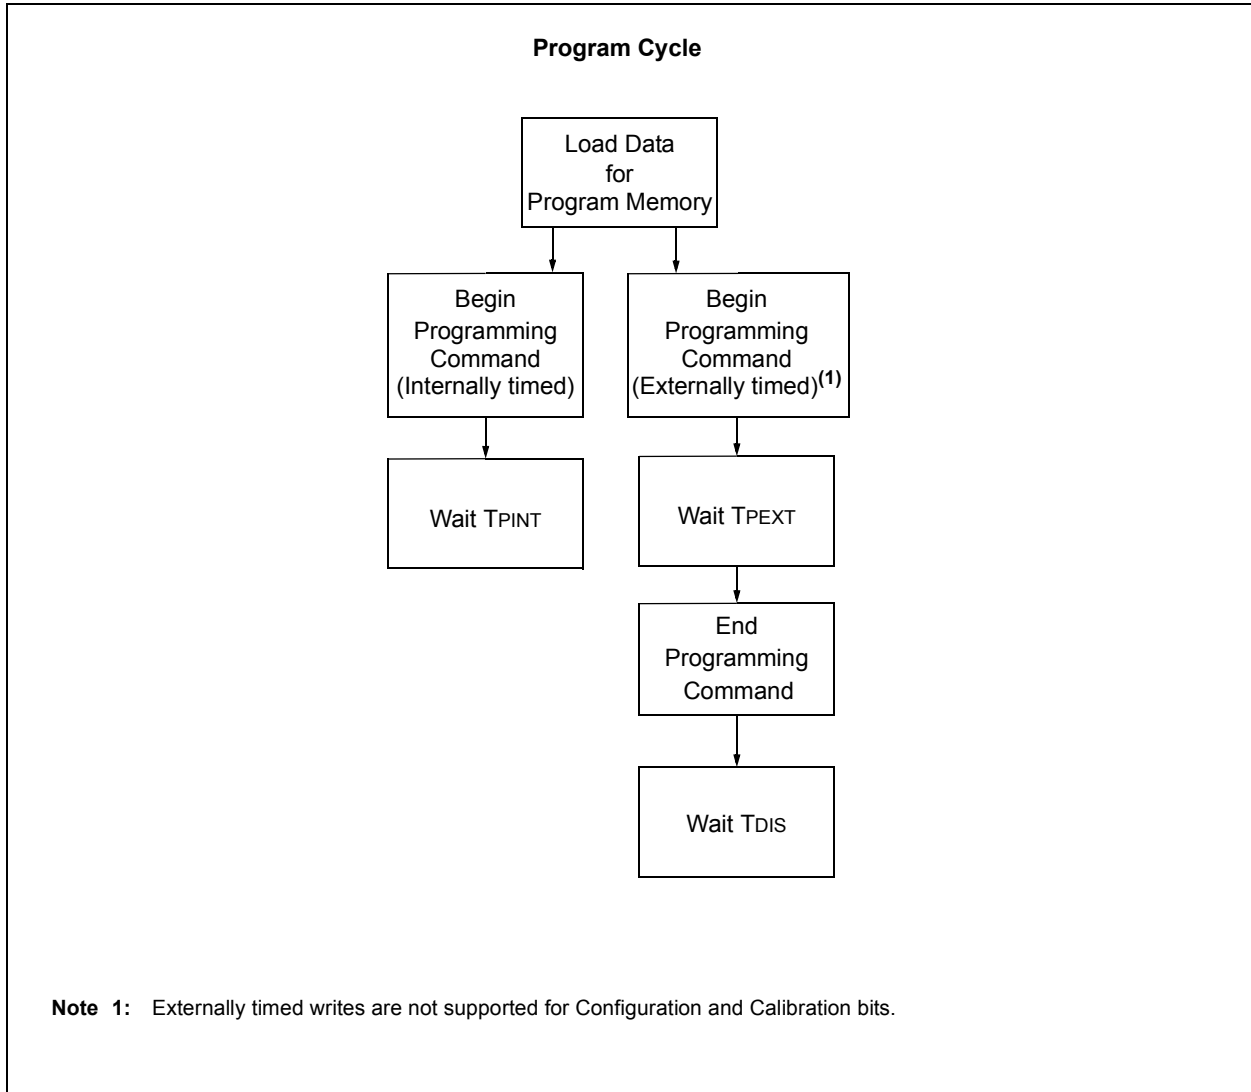 Program Cycle
Load Data
for
Program Memory
Begin
Programming
Command
(Internally timed)
Begin
Programming
Command
(Externally timed)(1)
Wait TPINT
Wait TPEXT
End
Programming
Command
Wait TDIS
Note 1: Externally timed writes are not supported for Configuration and Calibration bits.